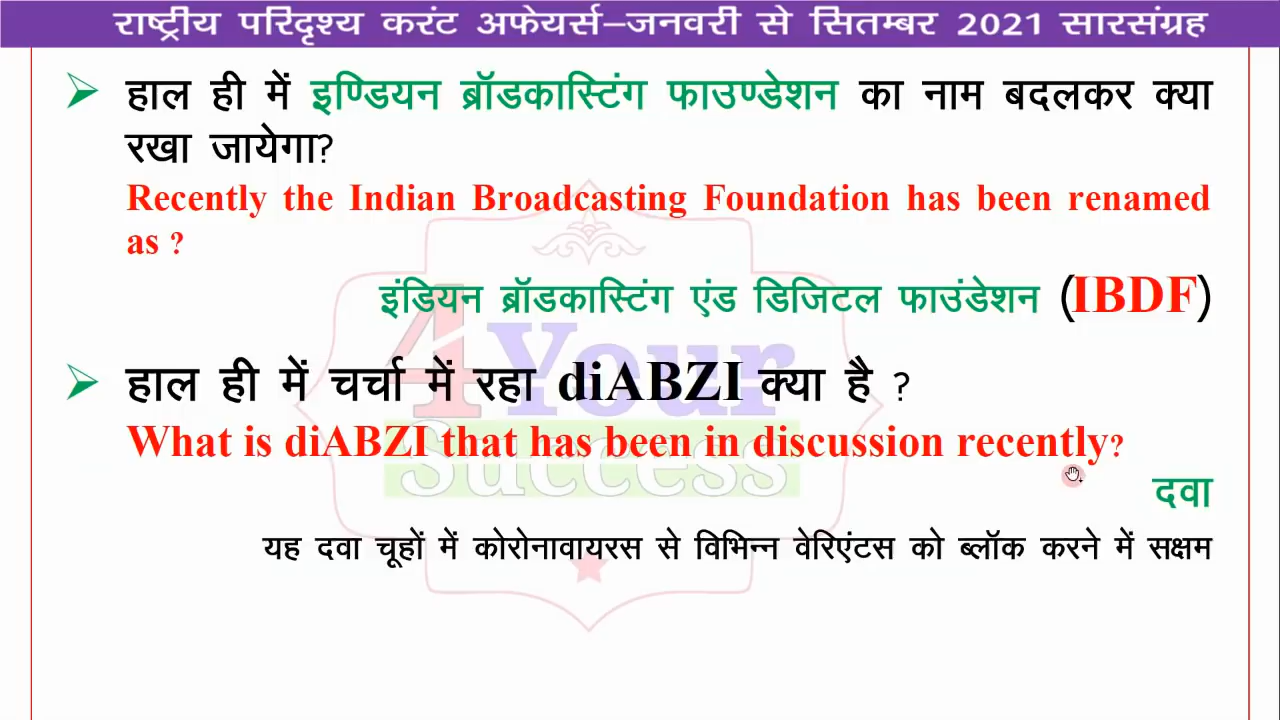 राष्ट्रीय परिदृश्य करंट अफेयर्स–जनवरी से सितम्बर 2021 सारसंग्रह
हाल ही में इण्डियन ब्रॉडकास्टिंग फाउण्डेशन का नाम बदलकर क्या
रखा जायेगा?
Recently the Indian Broadcasting Foundation has been renamed
as ?
इंडियन ब्रॉडकास्टिंग एंड डिजिटल फाउंडेशन (IBDF)
हाल ही में चर्चा में रहा diABZI क्या है ?
What is diABZI that has been in discussion recently?
दवा
यह दवा चूहों में कोरोनावायरस से विभिन्न वेरिएंटस को ब्लॉक करने में सक्षम
4Your
Success